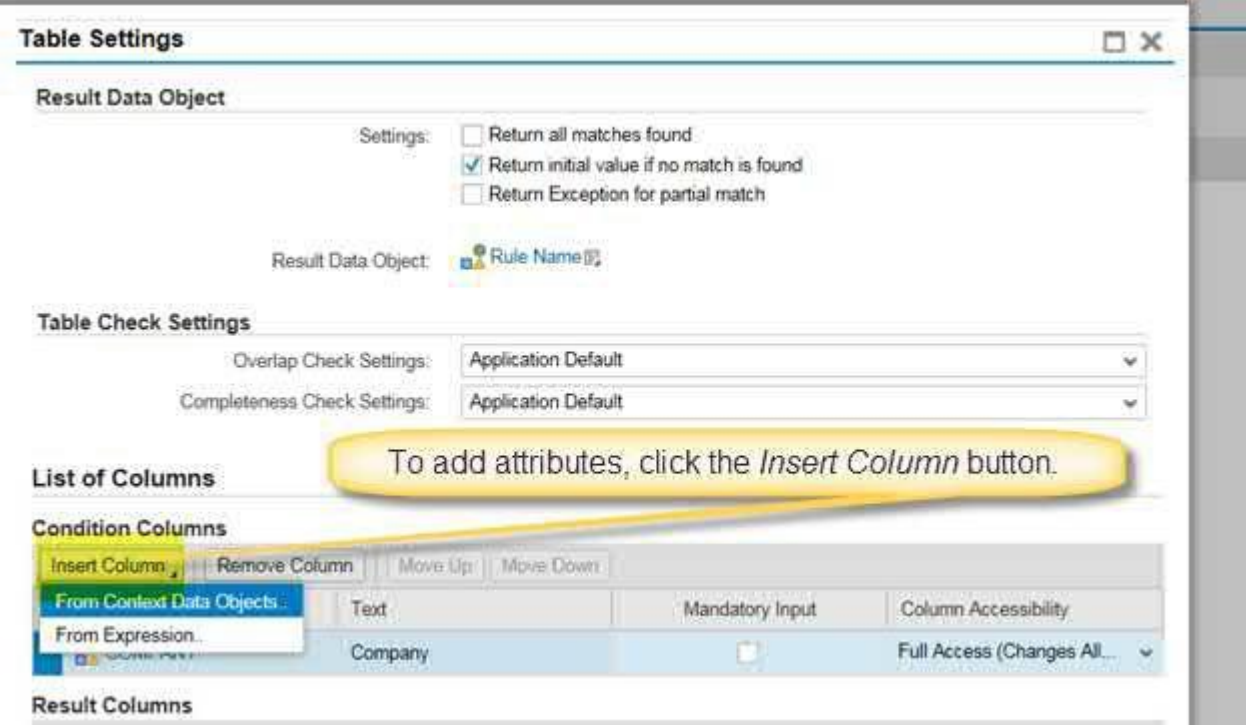 Table Settings
Result Data Object
Settings:
Return all matches found
Return initial value if no match is found
Return Exception for partial match
Result Data Object:
Rule Name
Table Check Settings
Overlap Check Settings:
Application Default
Completeness Check Settings:
Application Default
To add attributes, click the Insert Column button.
List of Columns
Condition Columns
Insert Column
Remove Column
Move Up
Move Down
From Context Data Objects..
Text
Mandatory Input
Column Accessibility
From Expression..
Company
Full Access (Changes All...
Result Columns